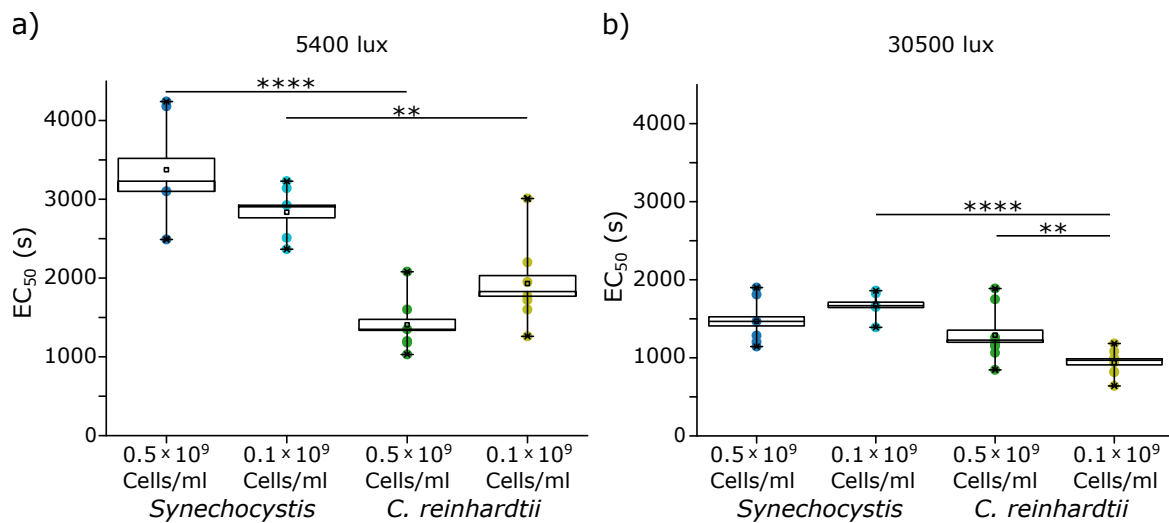 a)
5400 lux
****
**
EC50 (s)
4000
3000
2000
1000
0
0.5 × 10⁹ 0.1 × 10⁹ 0.5 × 10⁹ 0.1 × 10⁹
Cells/ml Cells/ml Cells/ml Cells/ml
Synechocystis C. reinhardtii
b)
30500 lux
****
**
EC50 (s)
4000
3000
2000
1000
0
0.5 × 10⁹ 0.1 × 10⁹ 0.5 × 10⁹ 0.1 × 10⁹
Cells/ml Cells/ml Cells/ml Cells/ml
Synechocystis C. reinhardtii